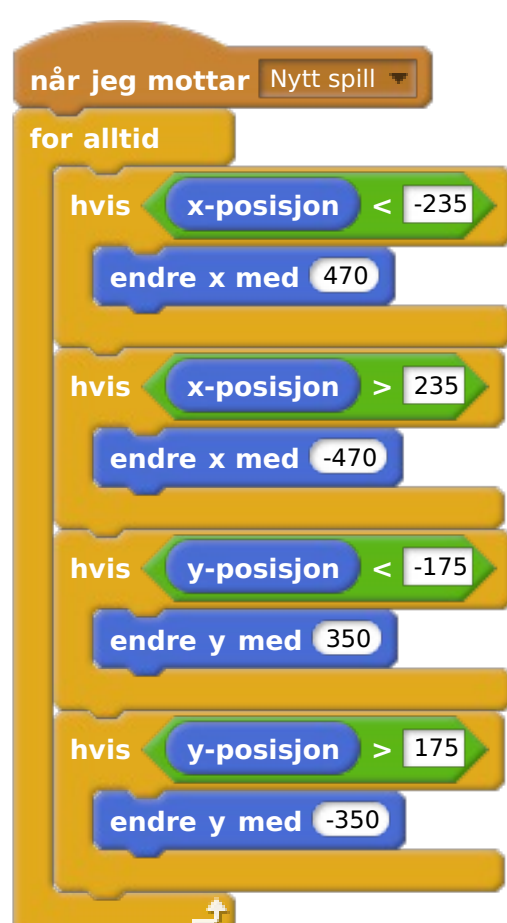 når jeg mottar Nytt spill
for alltid
hvis x-posisjon < -235
endre x med 470
hvis x-posisjon > 235
endre x med -470
hvis y-posisjon < -175
endre y med 350
hvis y-posisjon > 175
endre y med -350